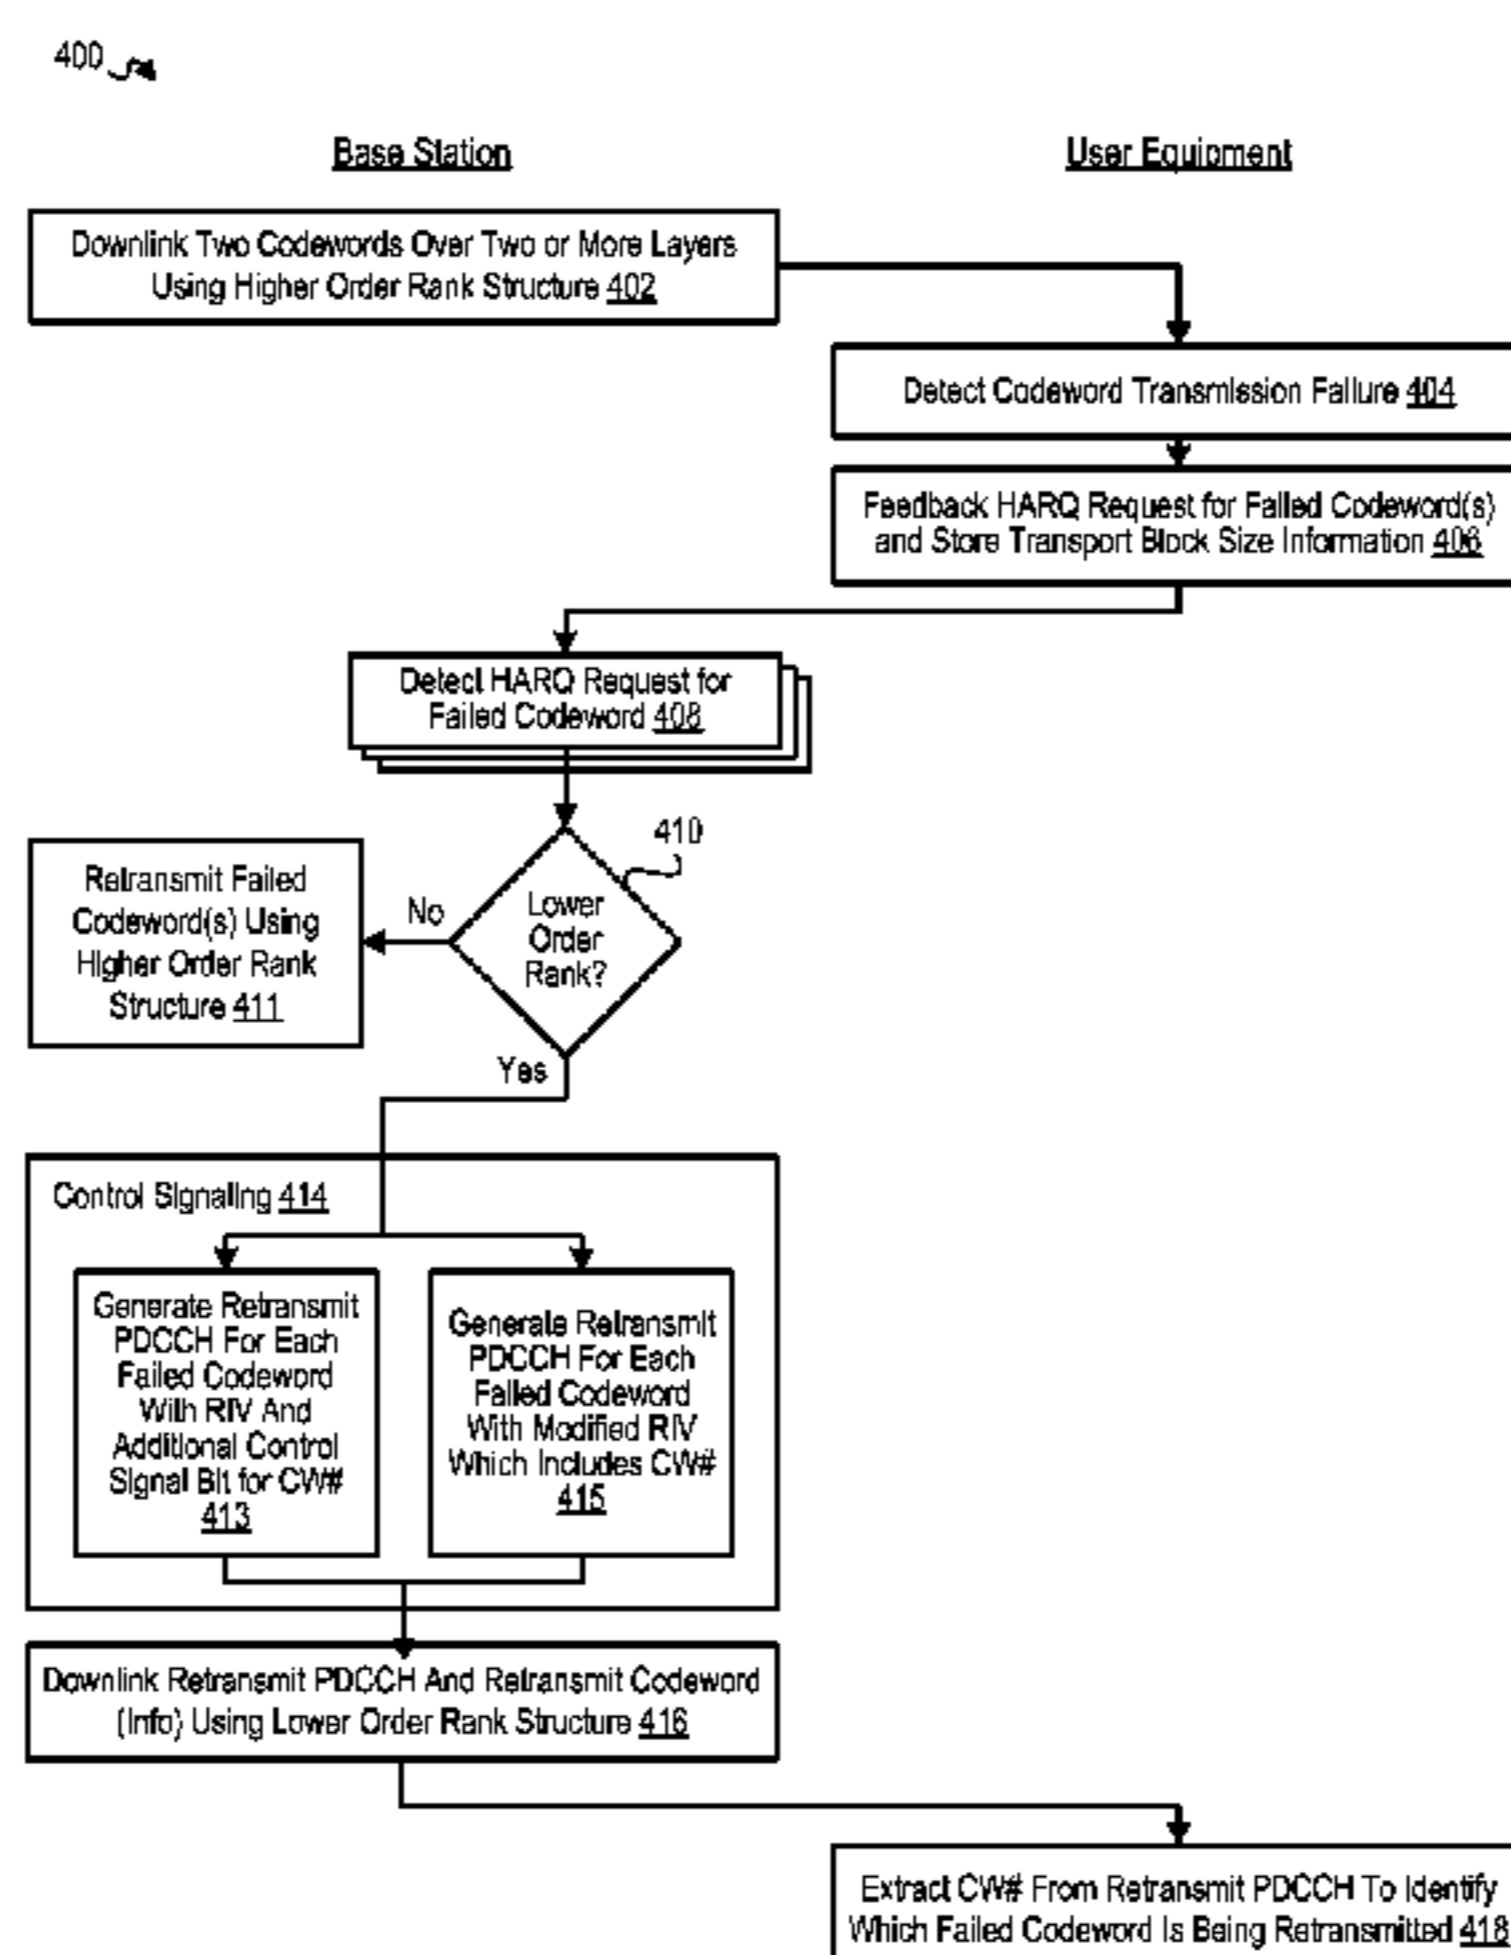 400
Base Station
User Equipment
Downlink Two Codewords Over Two or More Layers
Using Higher Order Rank Structure 402
Detect Codeword Transmission Failure 404
Feedback HARQ Request for Failed Codeword(s)
and Store Transport Block Size Information 406
Detect HARQ Request for
Failed Codeword 408
410
Lower
Order
Rank?
No
Retransmit Failed
Codeword(s) Using
Higher Order Rank
Structure 411
Yes
Control Signaling 414
Generate Retransmit
PDCCH For Each
Failed Codeword
With RIV And
Additional Control
Signal Bit for CW#
413
Generate Retransmit
PDCCH For Each
Failed Codeword
With Modified RIV
Which Includes CW#
415
Downlink Retransmit PDCCH And Retransmit Codeword
(Info) Using Lower Order Rank Structure 416
Extract CW# From Retransmit PDCCH To Identify
Which Failed Codeword Is Being Retransmitted 418